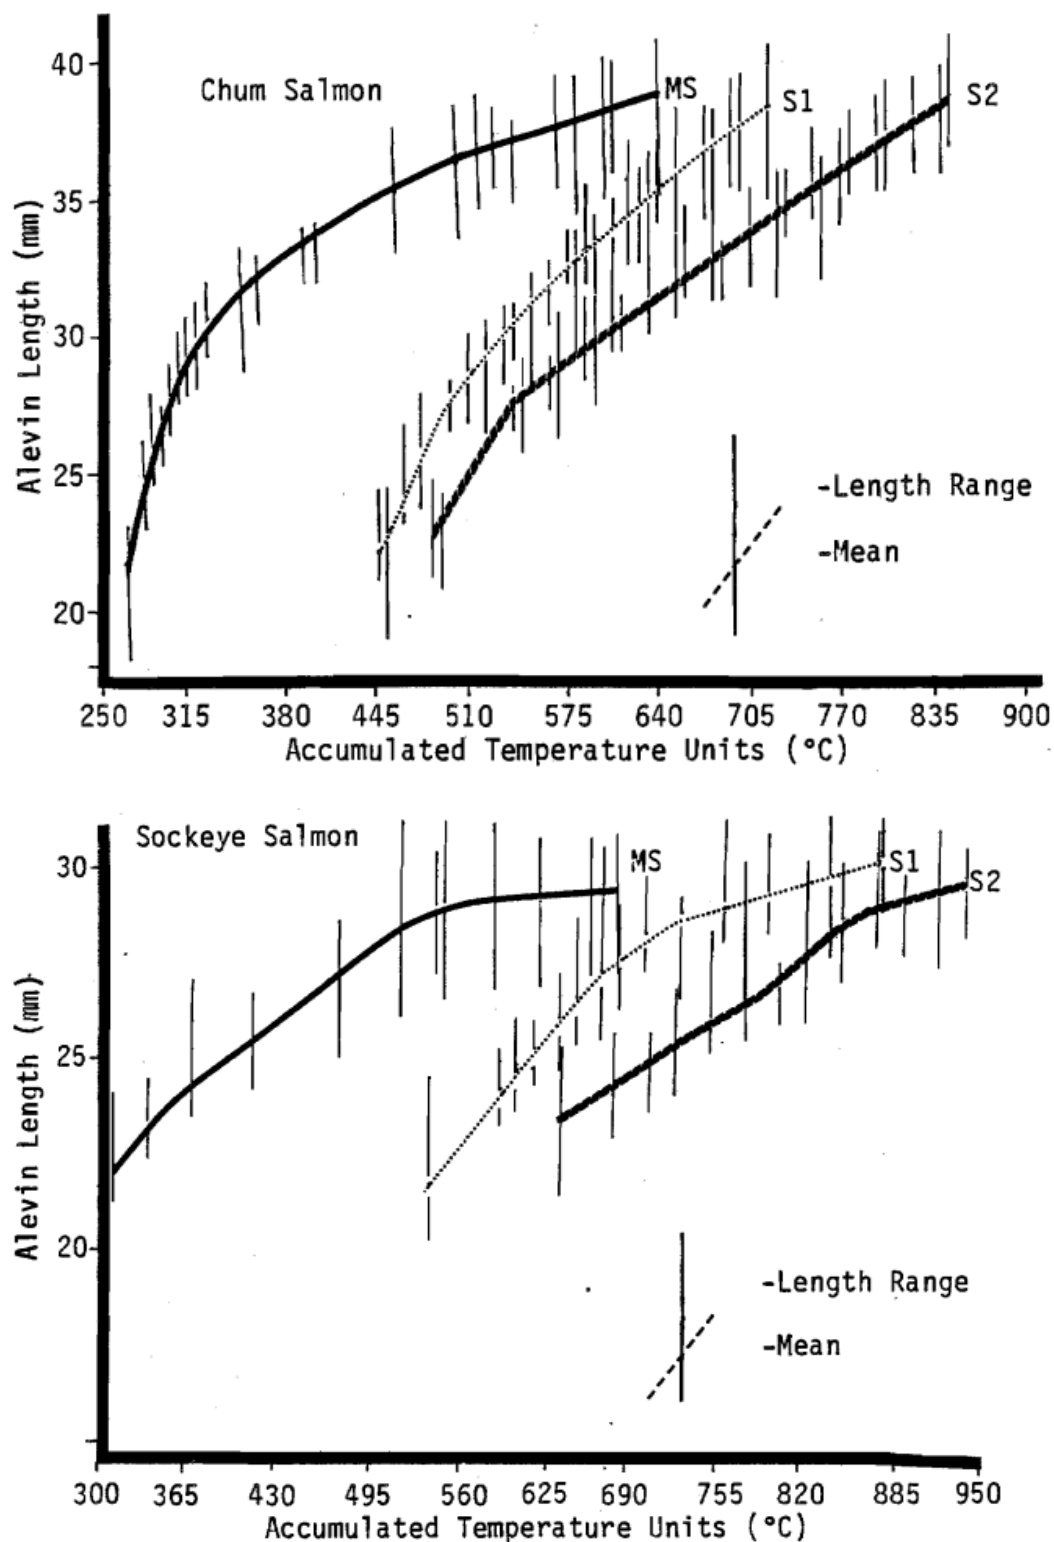 Chum Salmon
MS
S1
S2
Alevin Length (mm)
40
35
30
25
20
-Length Range
-Mean
250 315 380 445 510 575 640 705 770 835 900
Accumulated Temperature Units (°C)
Sockeye Salmon
MS
S1
S2
Alevin Length (mm)
30
25
20
-Length Range
-Mean
300 365 430 495 560 625 690 755 820 885 950
Accumulated Temperature Units (°C)